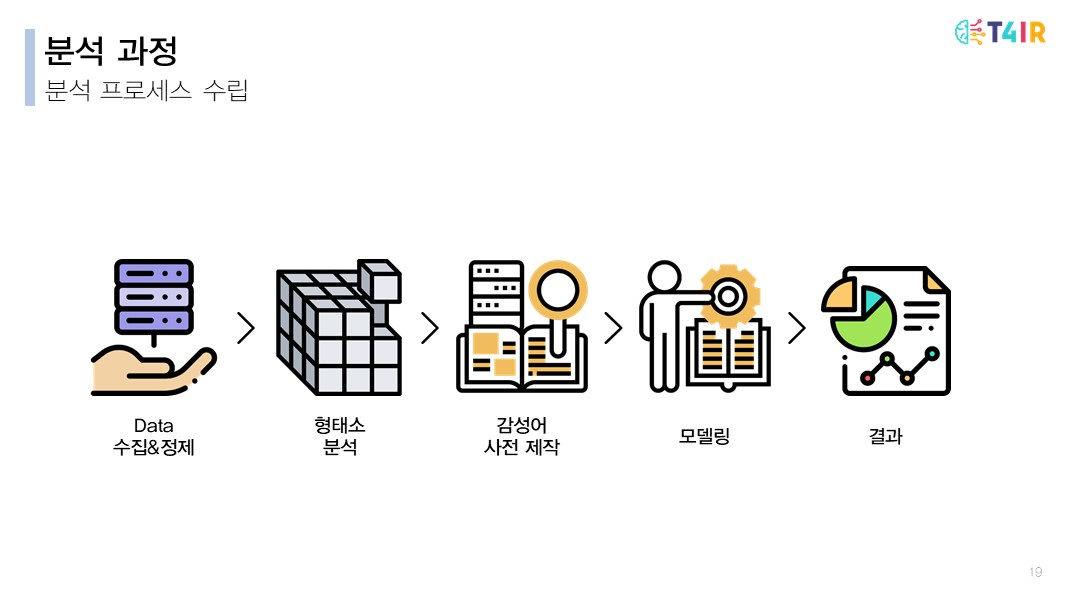 분석 과정
분석 프로세스 수립
T4IR
Data
수집&정제
형태소
분석
감성어
사전 제작
모델링
결과
19